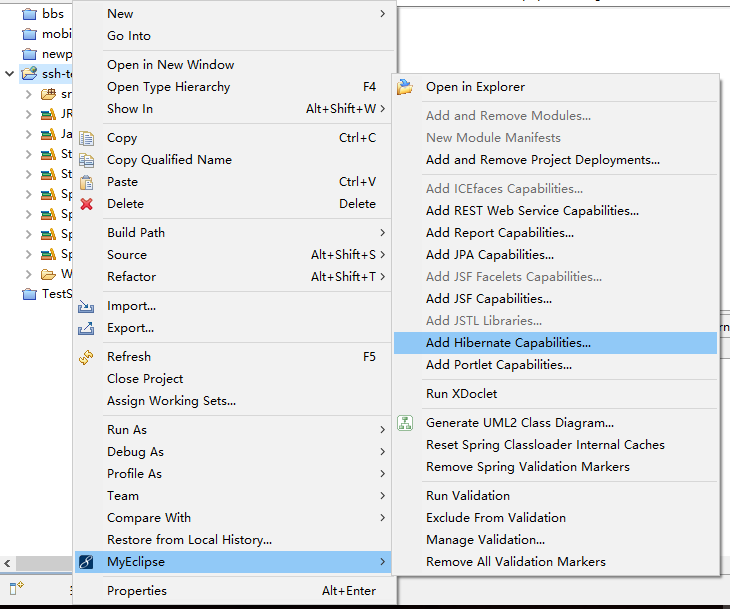 bbs
mobi
newp
ssh-te
sr
JR
Ja
St
St
Sp
Sp
Sp
Sp
W
TestS
New
Go Into
Open in New Window
Open Type Hierarchy F4
Show In Alt+Shift+W
Copy Ctrl+C
Copy Qualified Name
Paste Ctrl+V
Delete Delete
Build Path
Source Alt+Shift+S
Refactor Alt+Shift+T
Import...
Export...
Refresh F5
Close Project
Assign Working Sets...
Run As
Debug As
Profile As
Team
Compare With
Restore from Local History...
MyEclipse
Properties Alt+Enter
Open in Explorer
Add and Remove Modules...
New Module Manifests
Add and Remove Project Deployments...
Add ICEfaces Capabilities...
Add REST Web Service Capabilities...
Add Report Capabilities...
Add JPA Capabilities...
Add JSF Facelets Capabilities...
Add JSF Capabilities...
Add JSTL Libraries...
Add Hibernate Capabilities...
Add Portlet Capabilities...
Run XDoclet
Generate UML2 Class Diagram...
Reset Spring Classloader Internal Caches
Remove Spring Validation Markers
Run Validation
Exclude From Validation
Manage Validation...
Remove All Validation Markers